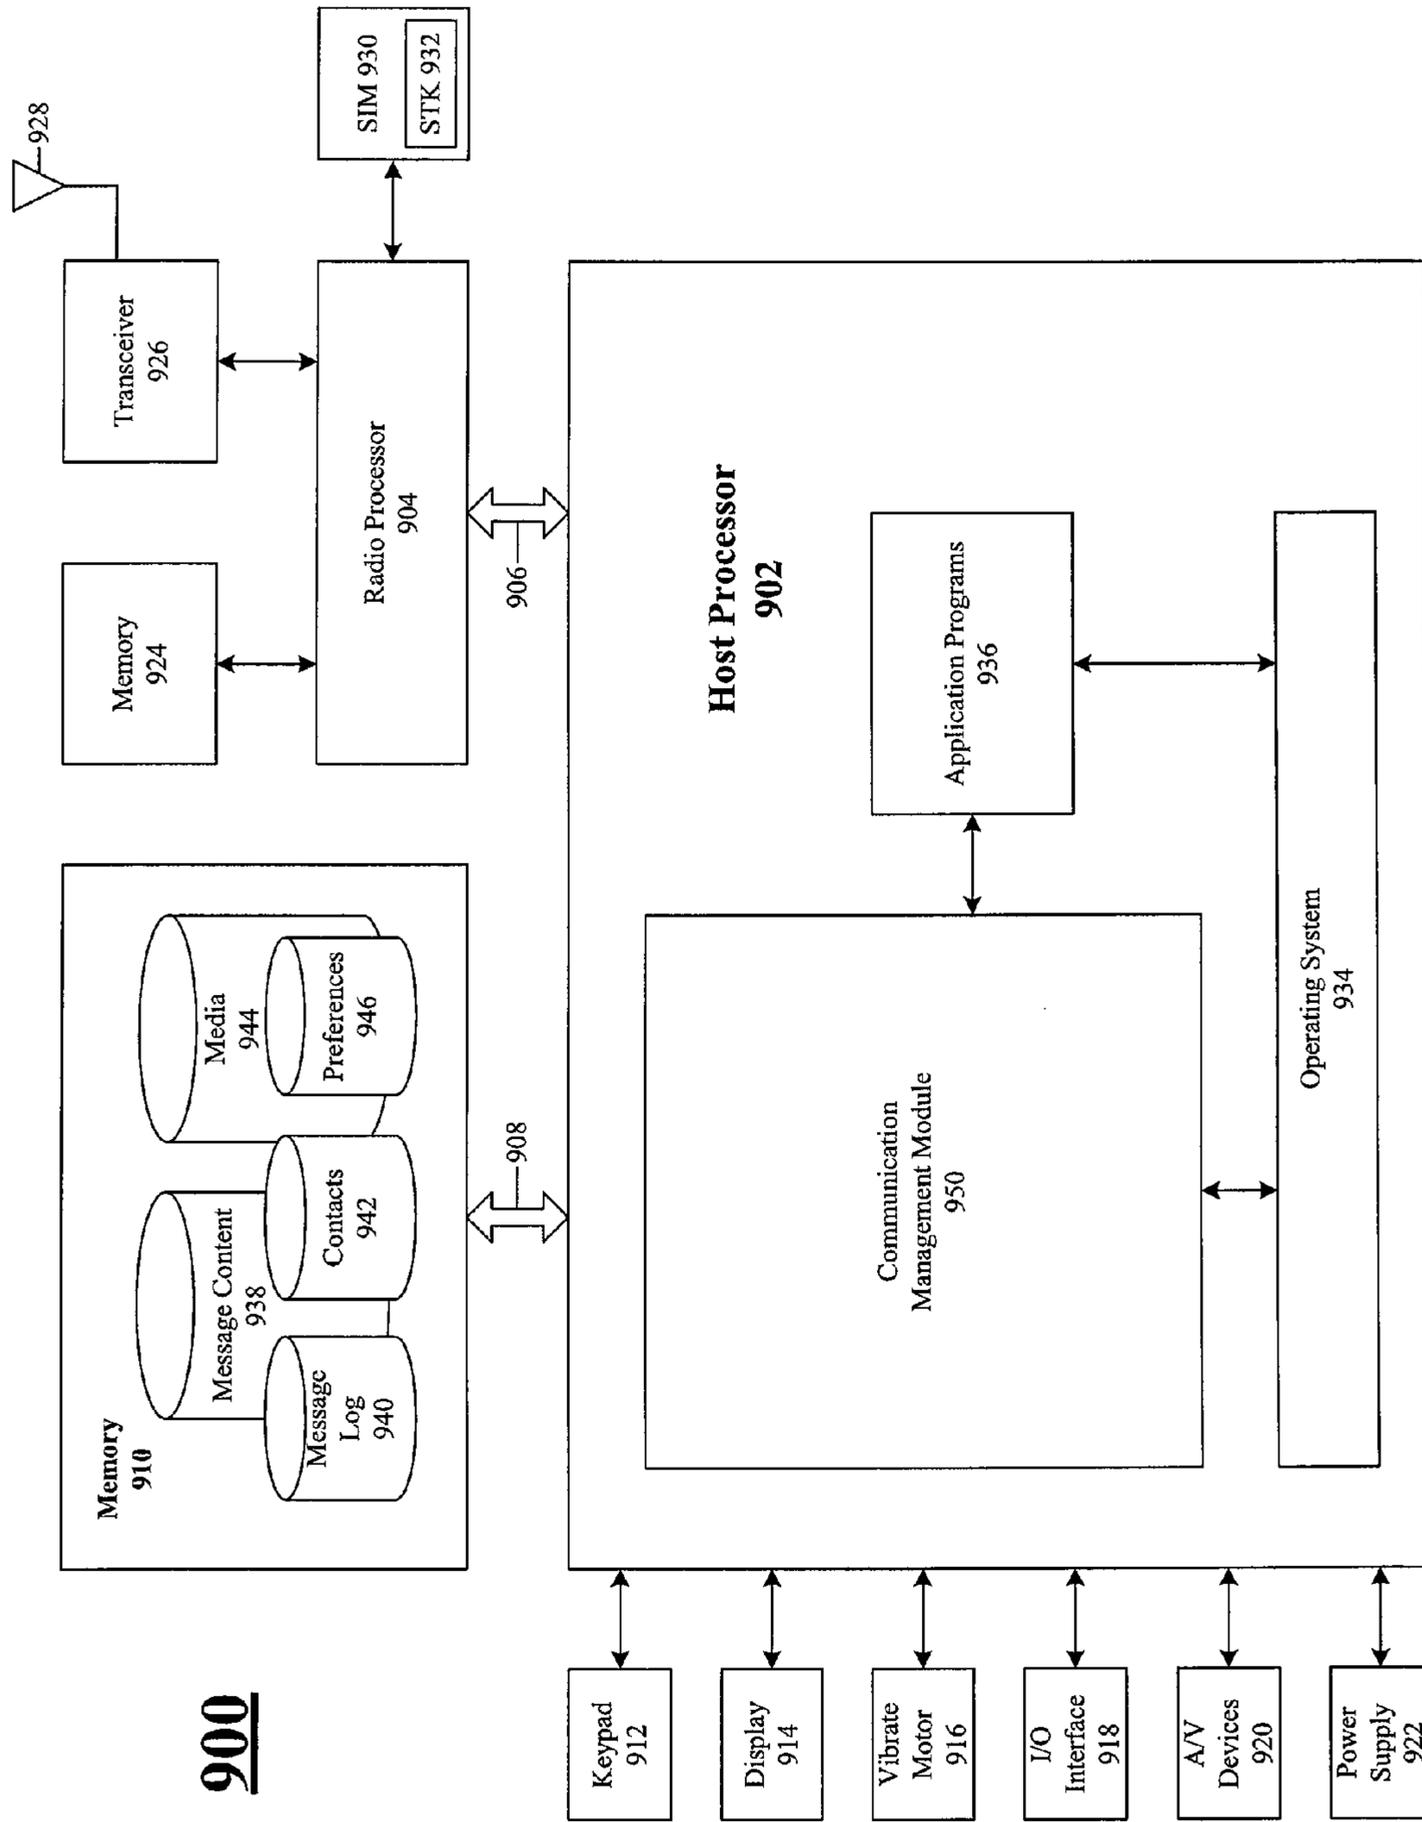 900
Memory
910
Message Content
938
Media
944
Message
Log
940
Contacts
942
Preferences
946
Memory
924
Transceiver
926
928
Radio Processor
904
SIM 930
STK 932
908
906
Host Processor
902
Communication
Management Module
950
Application Programs
936
Operating System
934
Keypad
912
Display
914
Vibrate
Motor
916
I/O
Interface
918
A/V
Devices
920
Power
Supply
922